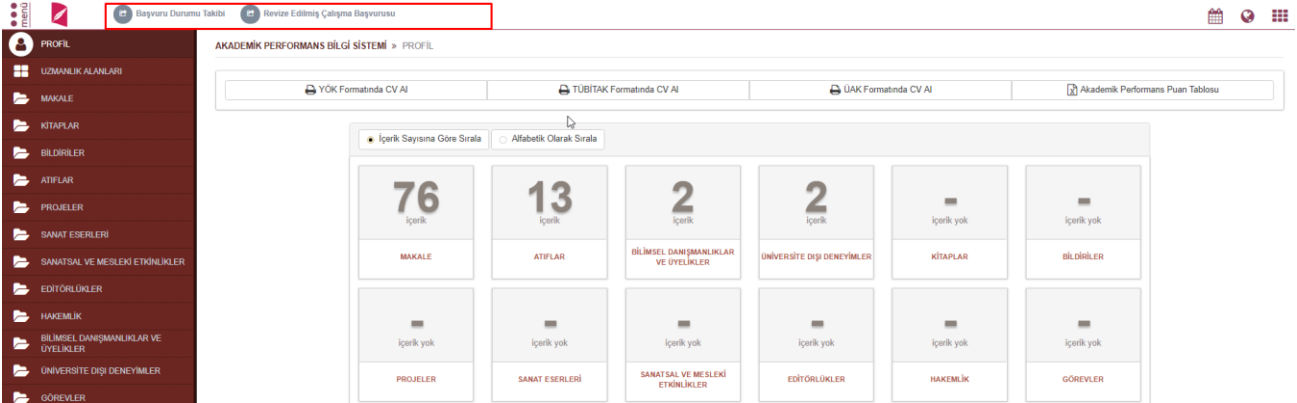 menü
Başvuru Durumu Takibi
Revize Edilmiş Çalışma Başvurusu
PROFİL
UZMANLIK ALANLARI
MAKALE
KİTAPLAR
BİLDİRİLER
ATIFLAR
PROJELER
SANAT ESERLERİ
SANATSAL VE MESLEKİ ETKİNLİKLER
EDİTÖRLÜKLER
HAKEMLİK
BİLİMSEL DANIŞMANLIKLAR VE
ÜYELİKLER
ÜNİVERSİTE DIŞI DENEYİMLER
GÖREVLER
AKADEMİK PERFORMANS BİLGİ SİSTEMİ » PROFİL
YÖK Formatında CV Al
TÜBİTAK Formatında CV Al
ÜAK Formatında CV Al
Akademik Performans Puan Tablosu
İçerik Sayısına Göre Sırala
Alfabetik Olarak Sırala
76
içerik
MAKALE
13
içerik
ATIFLAR
2
içerik
BİLİMSEL DANIŞMANLIKLAR
VE ÜYELİKLER
2
içerik
ÜNİVERSİTE DIŞI DENEYİMLER
-
içerik yok
KİTAPLAR
-
içerik yok
BİLDİRİLER
-
içerik yok
PROJELER
-
içerik yok
SANAT ESERLERİ
-
içerik yok
SANATSAL VE MESLEKİ
ETKİNLİKLER
-
içerik yok
EDİTÖRLÜKLER
-
içerik yok
HAKEMLİK
-
içerik yok
GÖREVLER